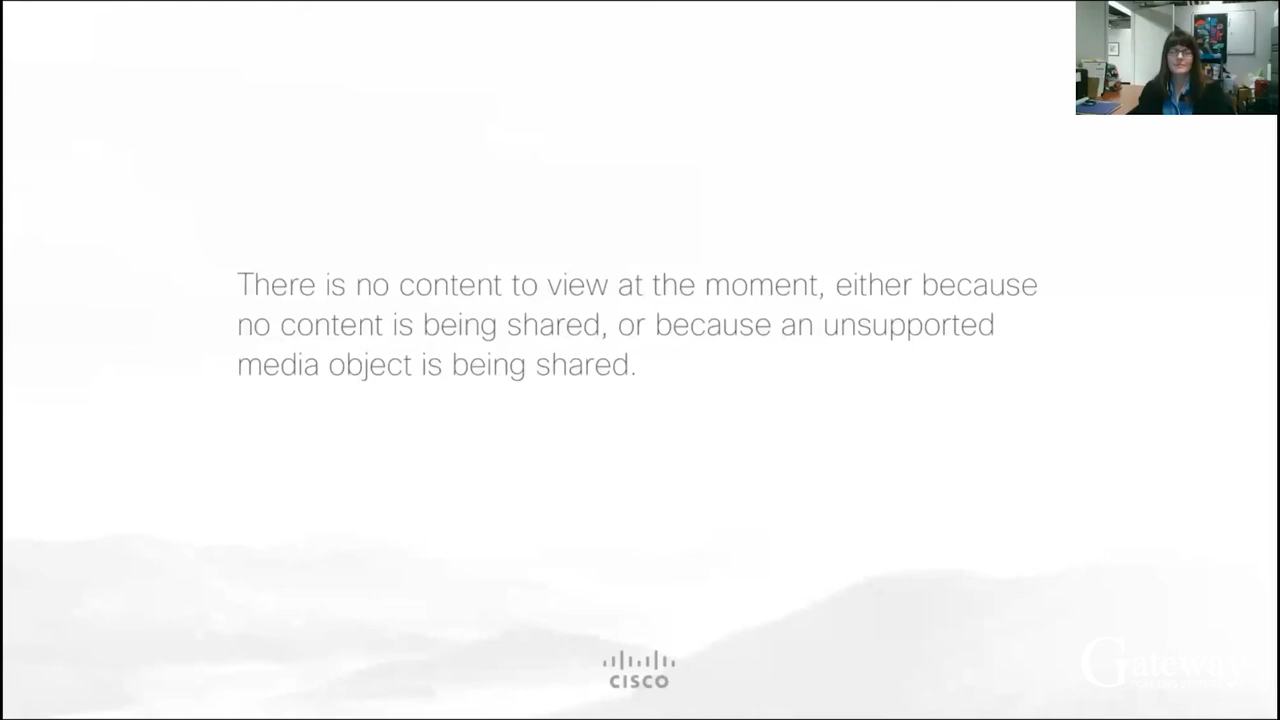 There is no content to view at the moment, either because
no content is being shared, or because an unsupported
media object is being shared.
CISCO
Gateway